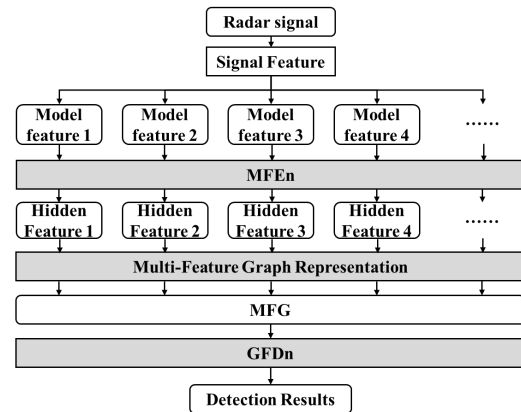 Radar signal
Signal Feature
Model feature 1
Model feature 2
Model feature 3
Model feature 4
......
MFEn
Hidden Feature 1
Hidden Feature 2
Hidden Feature 3
Hidden Feature 4
......
Multi-Feature Graph Representation
MFG
GFDn
Detection Results